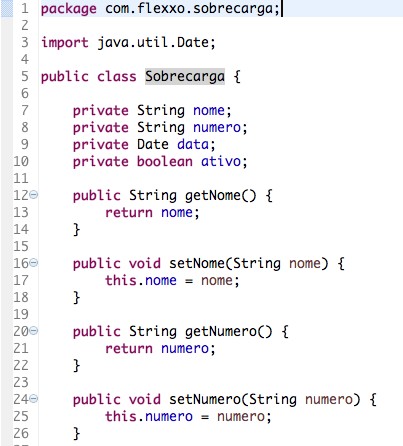 1 package com.flexxo.sobrecarga;
2
3 import java.util.Date;
4
5 public class Sobrecarga {
6
7 private String nome;
8 private String numero;
9 private Date data;
10 private boolean ativo;
11
12 public String getNome() {
13 return nome;
14 }
15
16 public void setNome(String nome) {
17 this.nome = nome;
18 }
19
20 public String getNumero() {
21 return numero;
22 }
23
24 public void setNumero(String numero) {
25 this.numero = numero;
26 }